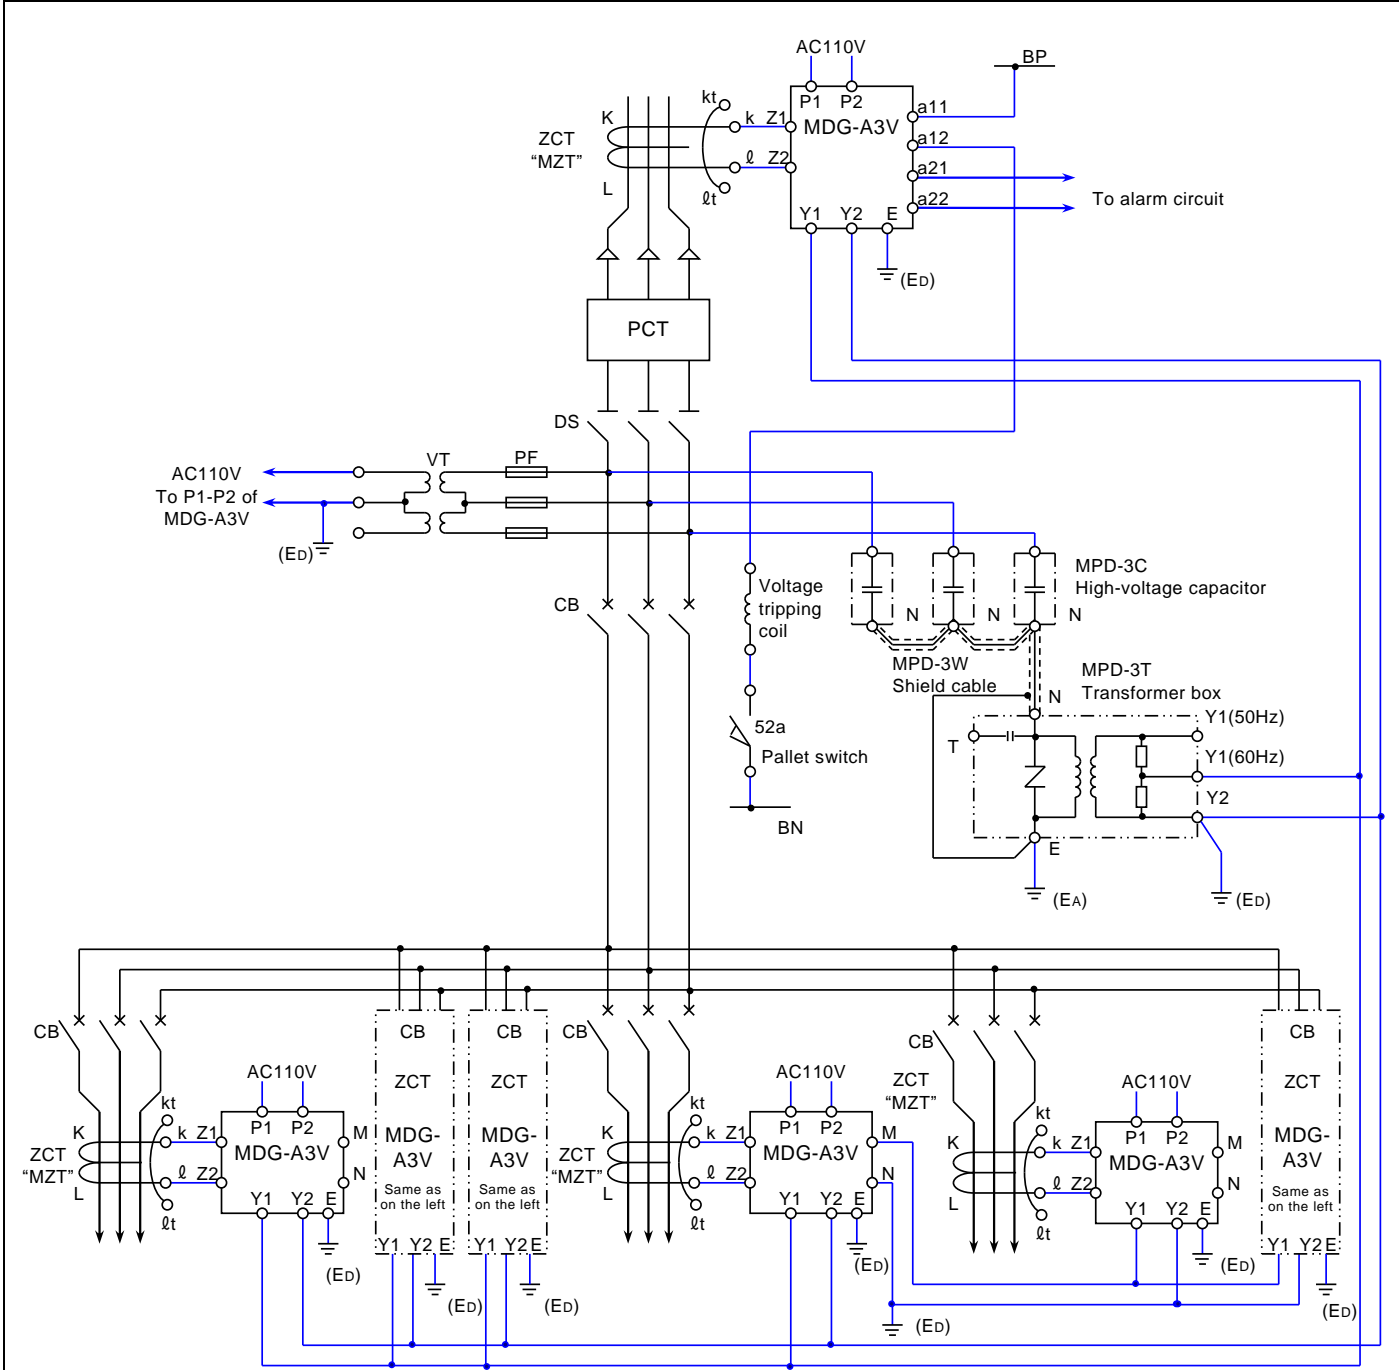 AC110V
BP
P1 P2
MDG-A3V
a11
a12
a21
a22
To alarm circuit
kt
K
k Z1
ZCT
“MZT”
ℓ Z2
L
ℓt
Y1 Y2 E
(ED)
PCT
DS
VT
PF
AC110V
To P1-P2 of
MDG-A3V
(ED)
CB
Voltage
tripping
coil
52a
Pallet switch
BN
MPD-3C
High-voltage capacitor
N
N
N
MPD-3W
Shield cable
MPD-3T
Transformer box
N
Y1(50Hz)
T
Y1(60Hz)
Y2
E
(EA)
(ED)
CB
AC110V
P1 P2
MDG-A3V
M
N
kt
K
k Z1
ZCT
“MZT”
ℓ Z2
L
ℓt
Y1 Y2 E
(ED)
CB
ZCT
MDG-
A3V
Same as
on the left
Y1 Y2 E
(ED)
CB
ZCT
MDG-
A3V
Same as
on the left
Y1 Y2 E
(ED)
CB
AC110V
P1 P2
MDG-A3V
M
N
kt
K
k Z1
ZCT
“MZT”
ℓ Z2
L
ℓt
Y1 Y2 E
(ED)
(ED)
CB
ZCT
“MZT”
AC110V
P1 P2
MDG-A3V
M
N
kt
K
k Z1
ℓ Z2
L
ℓt
Y1 Y2 E
(ED)
CB
ZCT
MDG-
A3V
Same as
on the left
Y1 Y2 E
(ED)